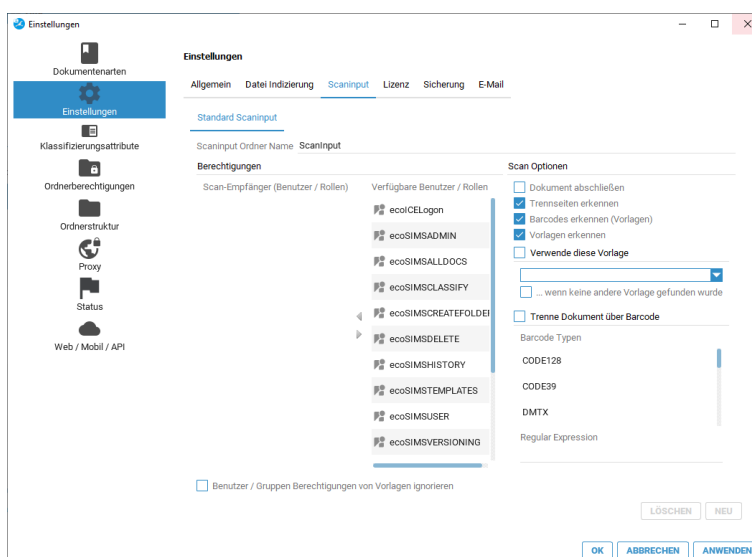 Einstellungen
Dokumentenarten
Einstellungen
Klassifizierungsattribute
Ordnerberechtigungen
Ordnerstruktur
Proxy
Status
Web / Mobil / API
Einstellungen
Allgemein Datei Indizierung Scaninput Lizenz Sicherung E-Mail
Standard Scaninput
Scaninput Ordner Name ScanInput
Berechtigungen
Scan-Empfänger (Benutzer / Rollen) Verfügbare Benutzer / Rollen
ecoICELogon
ecoSIMSADMIN
ecoSIMSALLDOCS
ecoSIMSCLASSIFY
ecoSIMSCREATEFOLDER
ecoSIMSDELETE
ecoSIMSHISTORY
ecoSIMSTEMPLATES
ecoSIMSUSER
ecoSIMSVERSIONING
Benutzer / Gruppen Berechtigungen von Vorlagen ignorieren
Scan Optionen
Dokument abschließen
Trennseiten erkennen
Barcodes erkennen (Vorlagen)
Vorlagen erkennen
Verwende diese Vorlage
... wenn keine andere Vorlage gefunden wurde
Trenne Dokument über Barcode
Barcode Typen
CODE128
CODE39
DMTX
Regular Expression
LÖSCHEN NEU
OK ABBRECHEN ANWENDEN